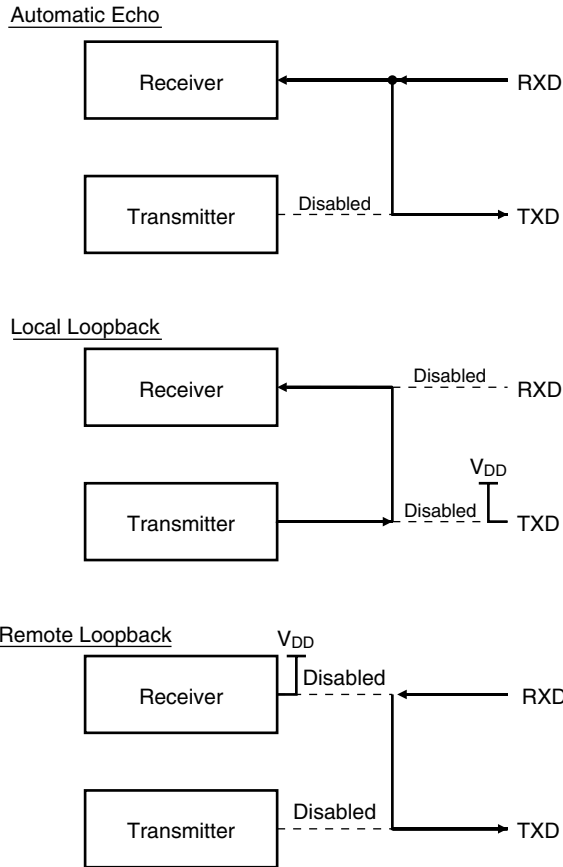 Automatic Echo
Receiver
RXD
Transmitter
Disabled
TXD
Local Loopback
Receiver
Disabled
RXD
VDD
Transmitter
Disabled
TXD
Remote Loopback
VDD
Receiver
Disabled
RXD
Transmitter
Disabled
TXD